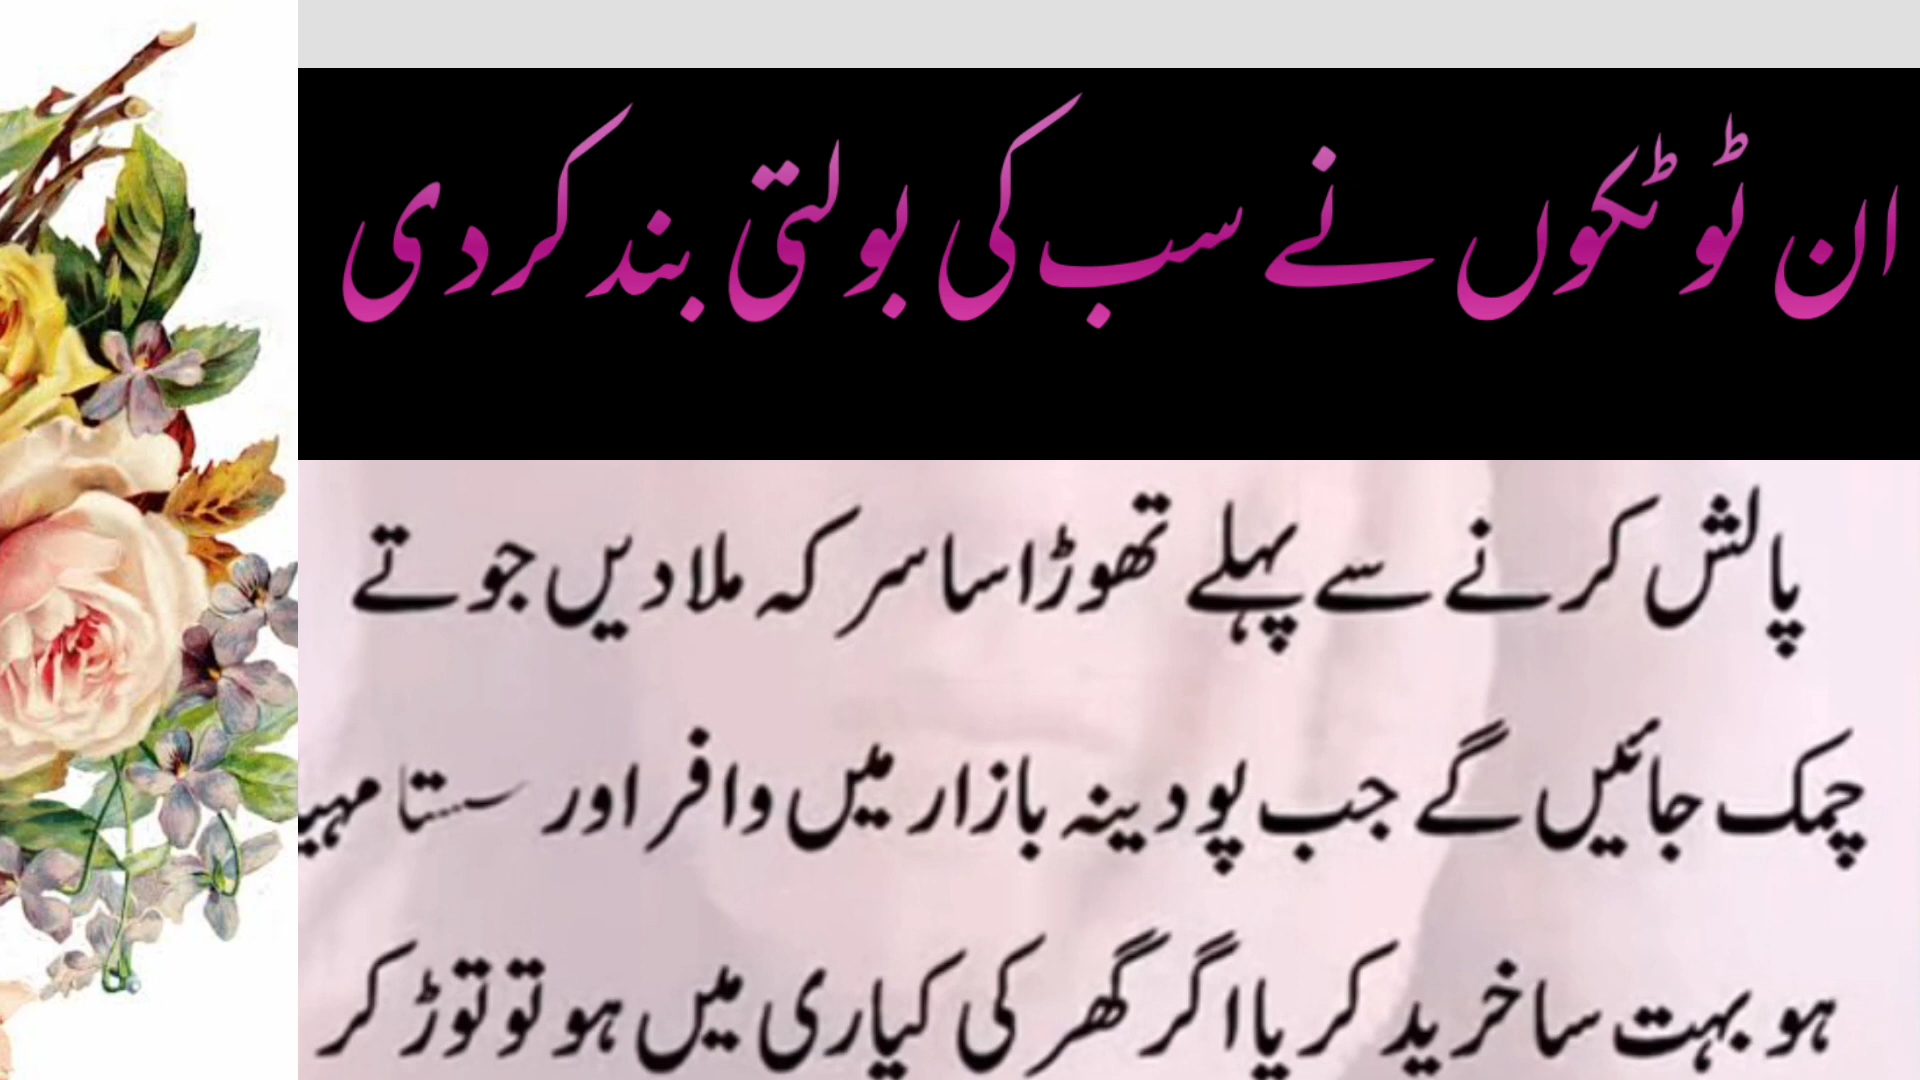 ان ٹوٹکوں نے سب کی بولتی بند کردی
پالش کرنے سے پہلے تھوڑا سا سرکہ ملا دیں جوتے
چمک جائیں گے جب پودینہ بازار میں وافر اور سستا
ہو بہت سا خرید کر یا اگر گھر کی کیاری میں ہو تو توڑ کر